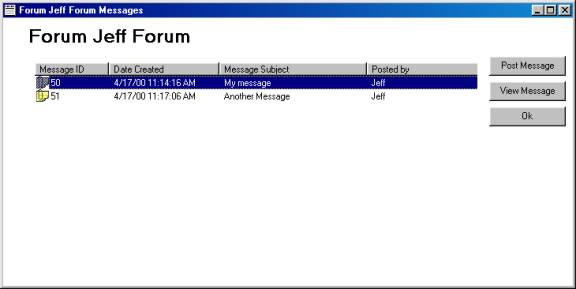 Forum Jeff Forum Messages
Forum Jeff Forum
Message ID Date Created Message Subject Posted by
50 4/17/00 11:14:16 AM My message Jeff
51 4/17/00 11:17:06 AM Another Message Jeff
Post Message
View Message
Ok